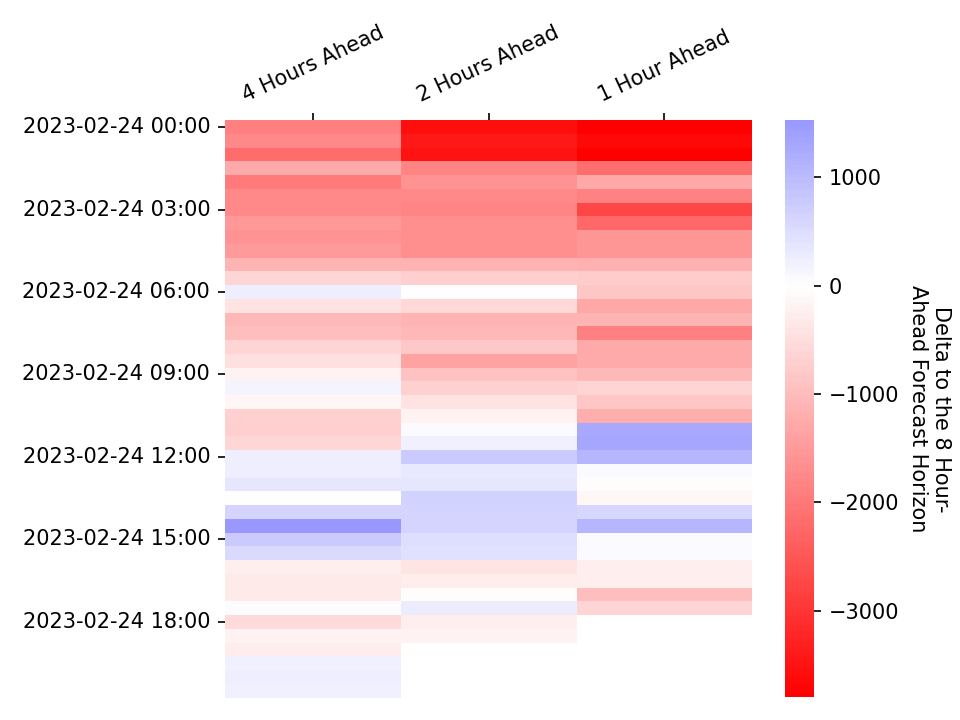 4 Hours Ahead
2 Hours Ahead
1 Hour Ahead
2023-02-24 00:00
2023-02-24 03:00
2023-02-24 06:00
2023-02-24 09:00
2023-02-24 12:00
2023-02-24 15:00
2023-02-24 18:00
1000
0
−1000
−2000
−3000
Delta to the 8 Hour-
Ahead Forecast Horizon